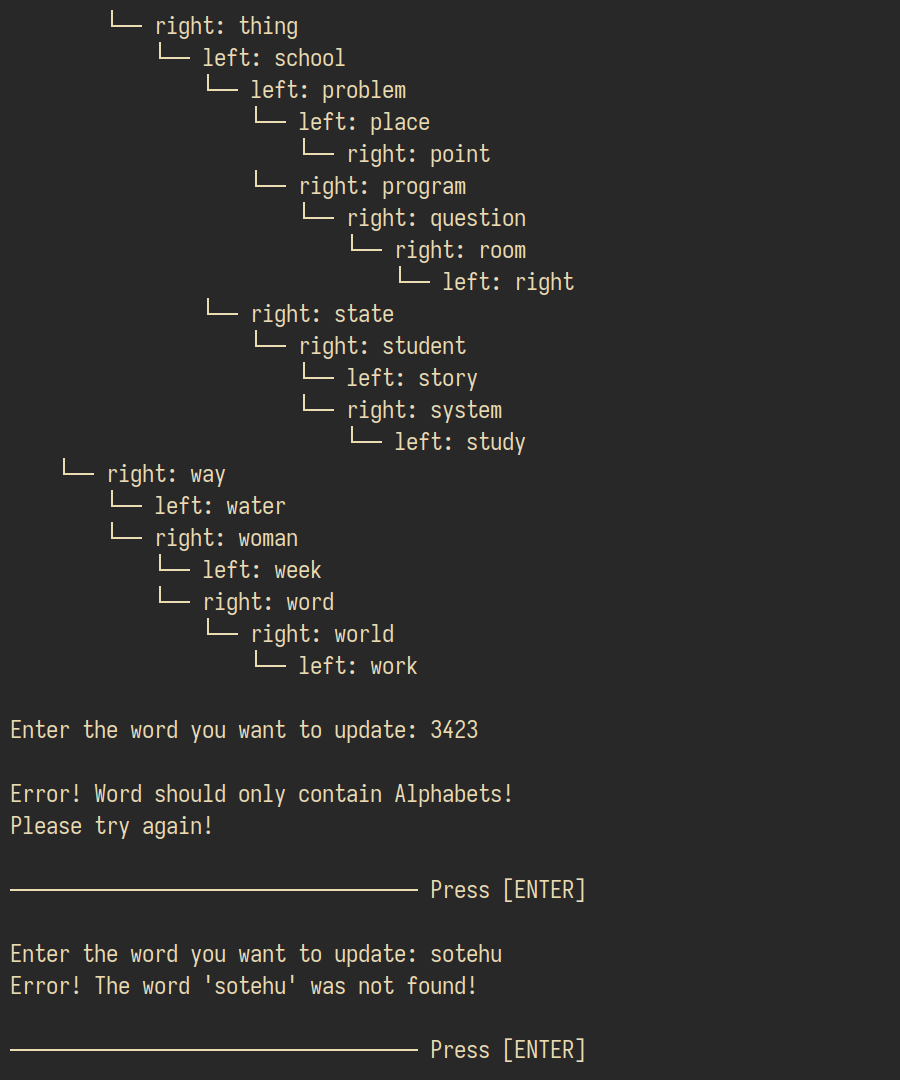 └── right: thing
            └── left: school
                └── left: problem
                    └── left: place
                        └── right: point
                    └── right: program
                        └── right: question
                            └── right: room
                                └── left: right
                └── right: state
                    └── right: student
                        └── left: story
                        └── right: system
                            └── left: study
    └── right: way
        └── left: water
        └── right: woman
            └── left: week
            └── right: word
                └── right: world
                    └── left: work
Enter the word you want to update: 3423
Error! Word should only contain Alphabets!
Please try again!
────────────────────────────────── Press [ENTER]
Enter the word you want to update: sotehu
Error! The word 'sotehu' was not found!
────────────────────────────────── Press [ENTER]